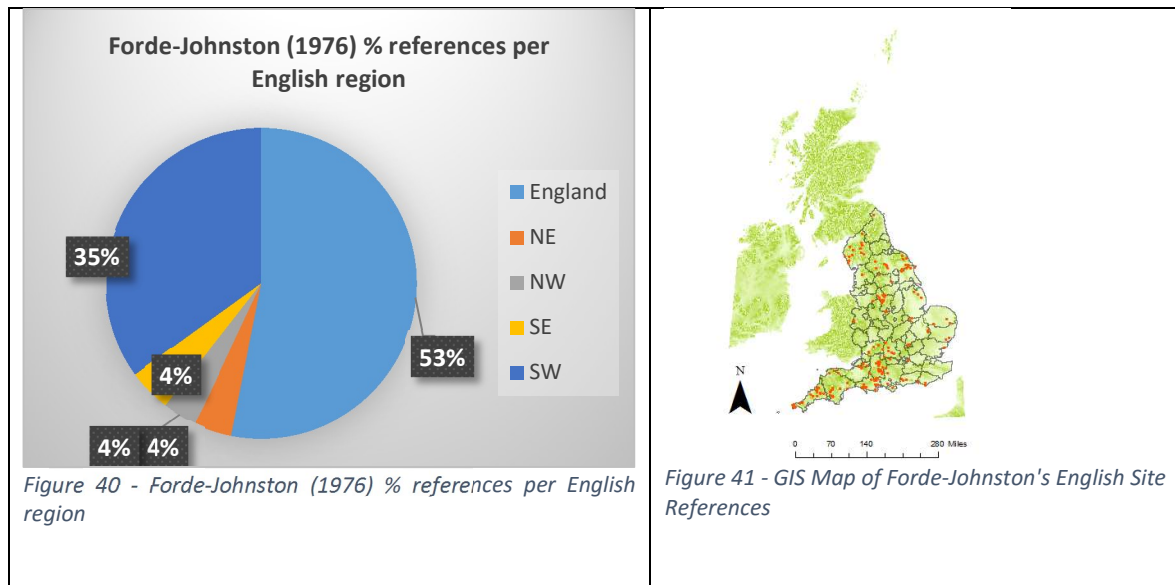 Forde-Johnston (1976) % references per
English region
35%
4%
4%
4%
53%
England
NE
NW
SE
SW
Figure 40 - Forde-Johnston (1976) % references per English
region
N
0 70 140 280 Miles
Figure 41 - GIS Map of Forde-Johnston's English Site
References